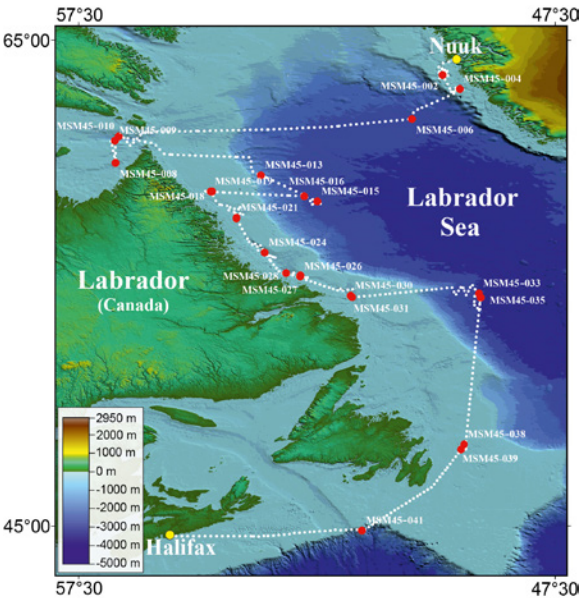 57°30 47°30
65°00
Nuuk
MSM45-002 MSM45-004
MSM45-006
MSM45-010 MSM45-009
MSM45-008
MSM45-013
MSM45-019 MSM45-016
MSM45-018 MSM45-015
MSM45-021
Labrador
Sea
MSM45-024
MSM45-026
MSM45-028
MSM45-027
Labrador
(Canada)
MSM45-030 MSM45-033
MSM45-031 MSM45-035
2950 m
2000 m
1000 m
0 m
-1000 m
-2000 m
-3000 m
-4000 m
-5000 m
MSM45-038
MSM45-039
45°00
MSM45-041
Halifax
57°30 47°30